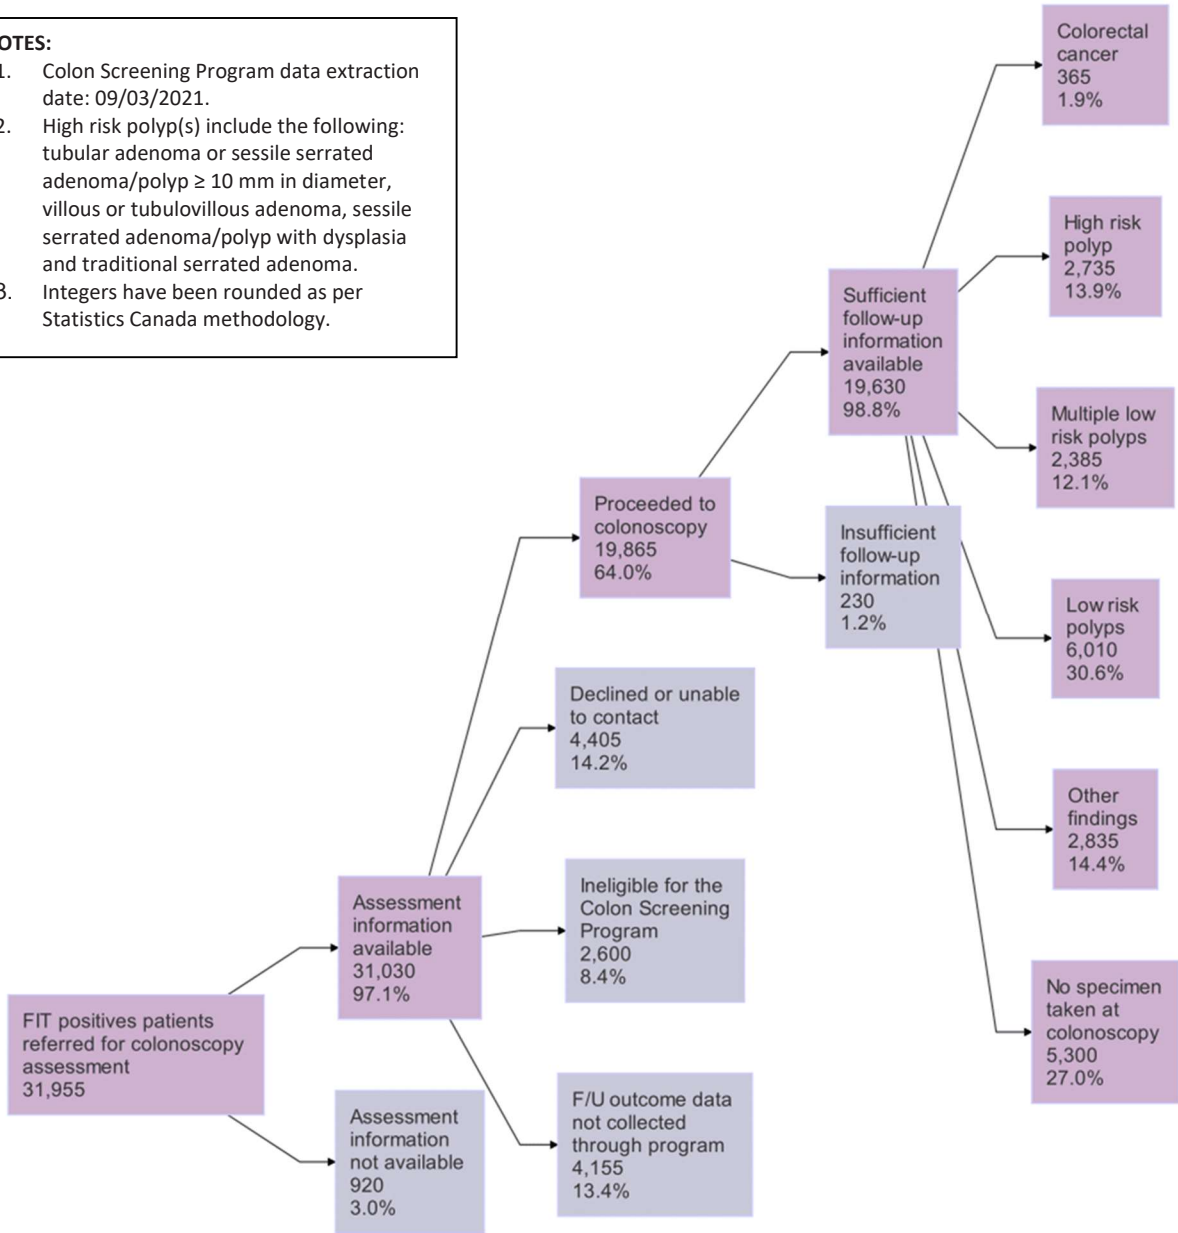 OTES:
1. Colon Screening Program data extraction
date: 09/03/2021.
2. High risk polyp(s) include the following:
tubular adenoma or sessile serrated
adenoma/polyp ≥ 10 mm in diameter,
villous or tubulovillous adenoma, sessile
serrated adenoma/polyp with dysplasia
and traditional serrated adenoma.
3. Integers have been rounded as per
Statistics Canada methodology.
FIT positives patients
referred for colonoscopy
assessment
31,955
Assessment
information
available
31,030
97.1%
Assessment
information
not available
920
3.0%
Proceeded to
colonoscopy
19,865
64.0%
Declined or unable
to contact
4,405
14.2%
Ineligible for the
Colon Screening
Program
2,600
8.4%
F/U outcome data
not collected
through program
4,155
13.4%
Sufficient
follow-up
information
available
19,630
98.8%
Insufficient
follow-up
information
230
1.2%
Colorectal
cancer
365
1.9%
High risk
polyp
2,735
13.9%
Multiple low
risk polyps
2,385
12.1%
Low risk
polyps
6,010
30.6%
Other
findings
2,835
14.4%
No specimen
taken at
colonoscopy
5,300
27.0%